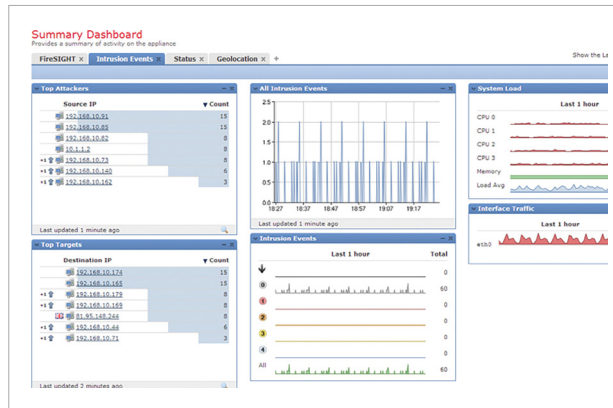 Summary Dashboard
Provides a summary of activity on the appliance
Show the La
FireSIGHT × Intrusion Events × Status × Geolocation × +
Top Attackers
Source IP Count
192.168.10.91 15
192.168.10.85 15
192.168.10.82 8
10.1.1.2 8
+1 192.168.10.73 8
+1 192.168.10.140 6
+1 192.168.10.162 3
Last updated 1 minute ago
Top Targets
Destination IP Count
192.168.10.174 15
192.168.10.165 15
+1 192.168.10.179 8
+1 192.168.10.169 8
81.95.148.244 8
+1 192.168.10.44 6
+1 192.168.10.71 3
Last updated 2 minutes ago
All Intrusion Events
2.5
2.0
1.5
1.0
0.5
0.0
18:27 18:37 18:47 18:57 19:07 19:17
Last updated 1 minute ago
Intrusion Events
Last 1 hour Total
0
0 60
1 0
2 0
3 0
4 0
All 60
System Load
Last 1 hour
CPU 0
CPU 1
CPU 2
CPU 3
Memory
Load Avg
Interface Traffic
Last 1 hour
eth0